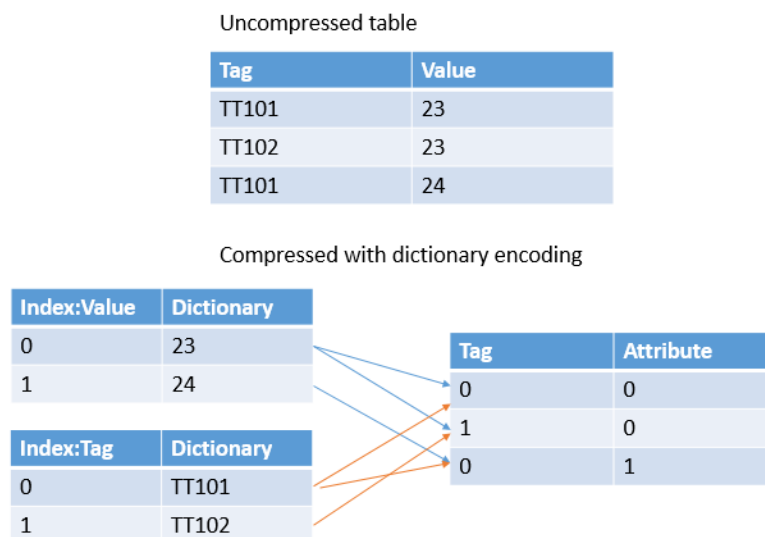 Uncompressed table
Tag Value
TT101 23
TT102 23
TT101 24
Compressed with dictionary encoding
Index:Value Dictionary
0 23
1 24
Index:Tag Dictionary
0 TT101
1 TT102
Tag Attribute
0 0
1 0
0 1